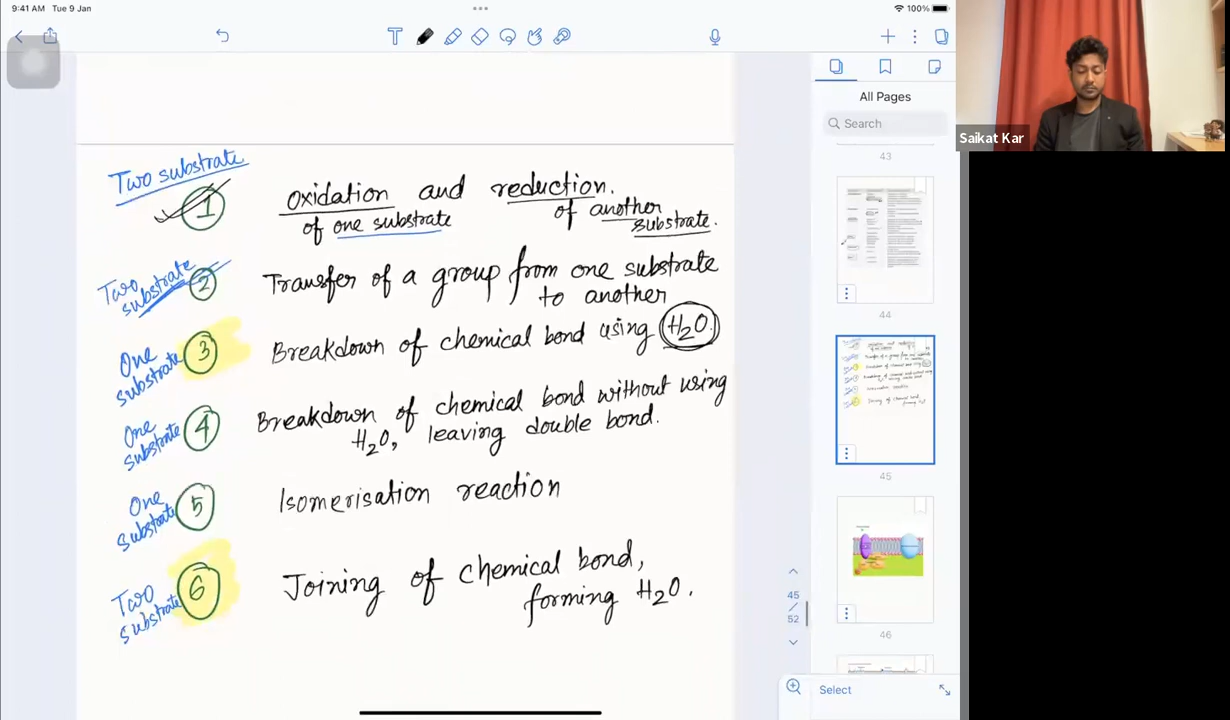 9:41 AM Tue 9 Jan
100%
T
All Pages
Search
43
44
45
46
45
/
52
Select
Saikat Kar
Two substrate
1 oxidation and reduction.
of one substrate of another
substrate.
Two
substrate
2 Transfer of a group from one substrate
to another
One
substrate
3 Breakdown of chemical bond using H2O.
One
substrate
4 Breakdown of chemical bond without using
H2O, leaving double bond.
One
substrate
5 Isomerisation reaction
Two
substrate
6 Joining of chemical bond,
forming H2O.